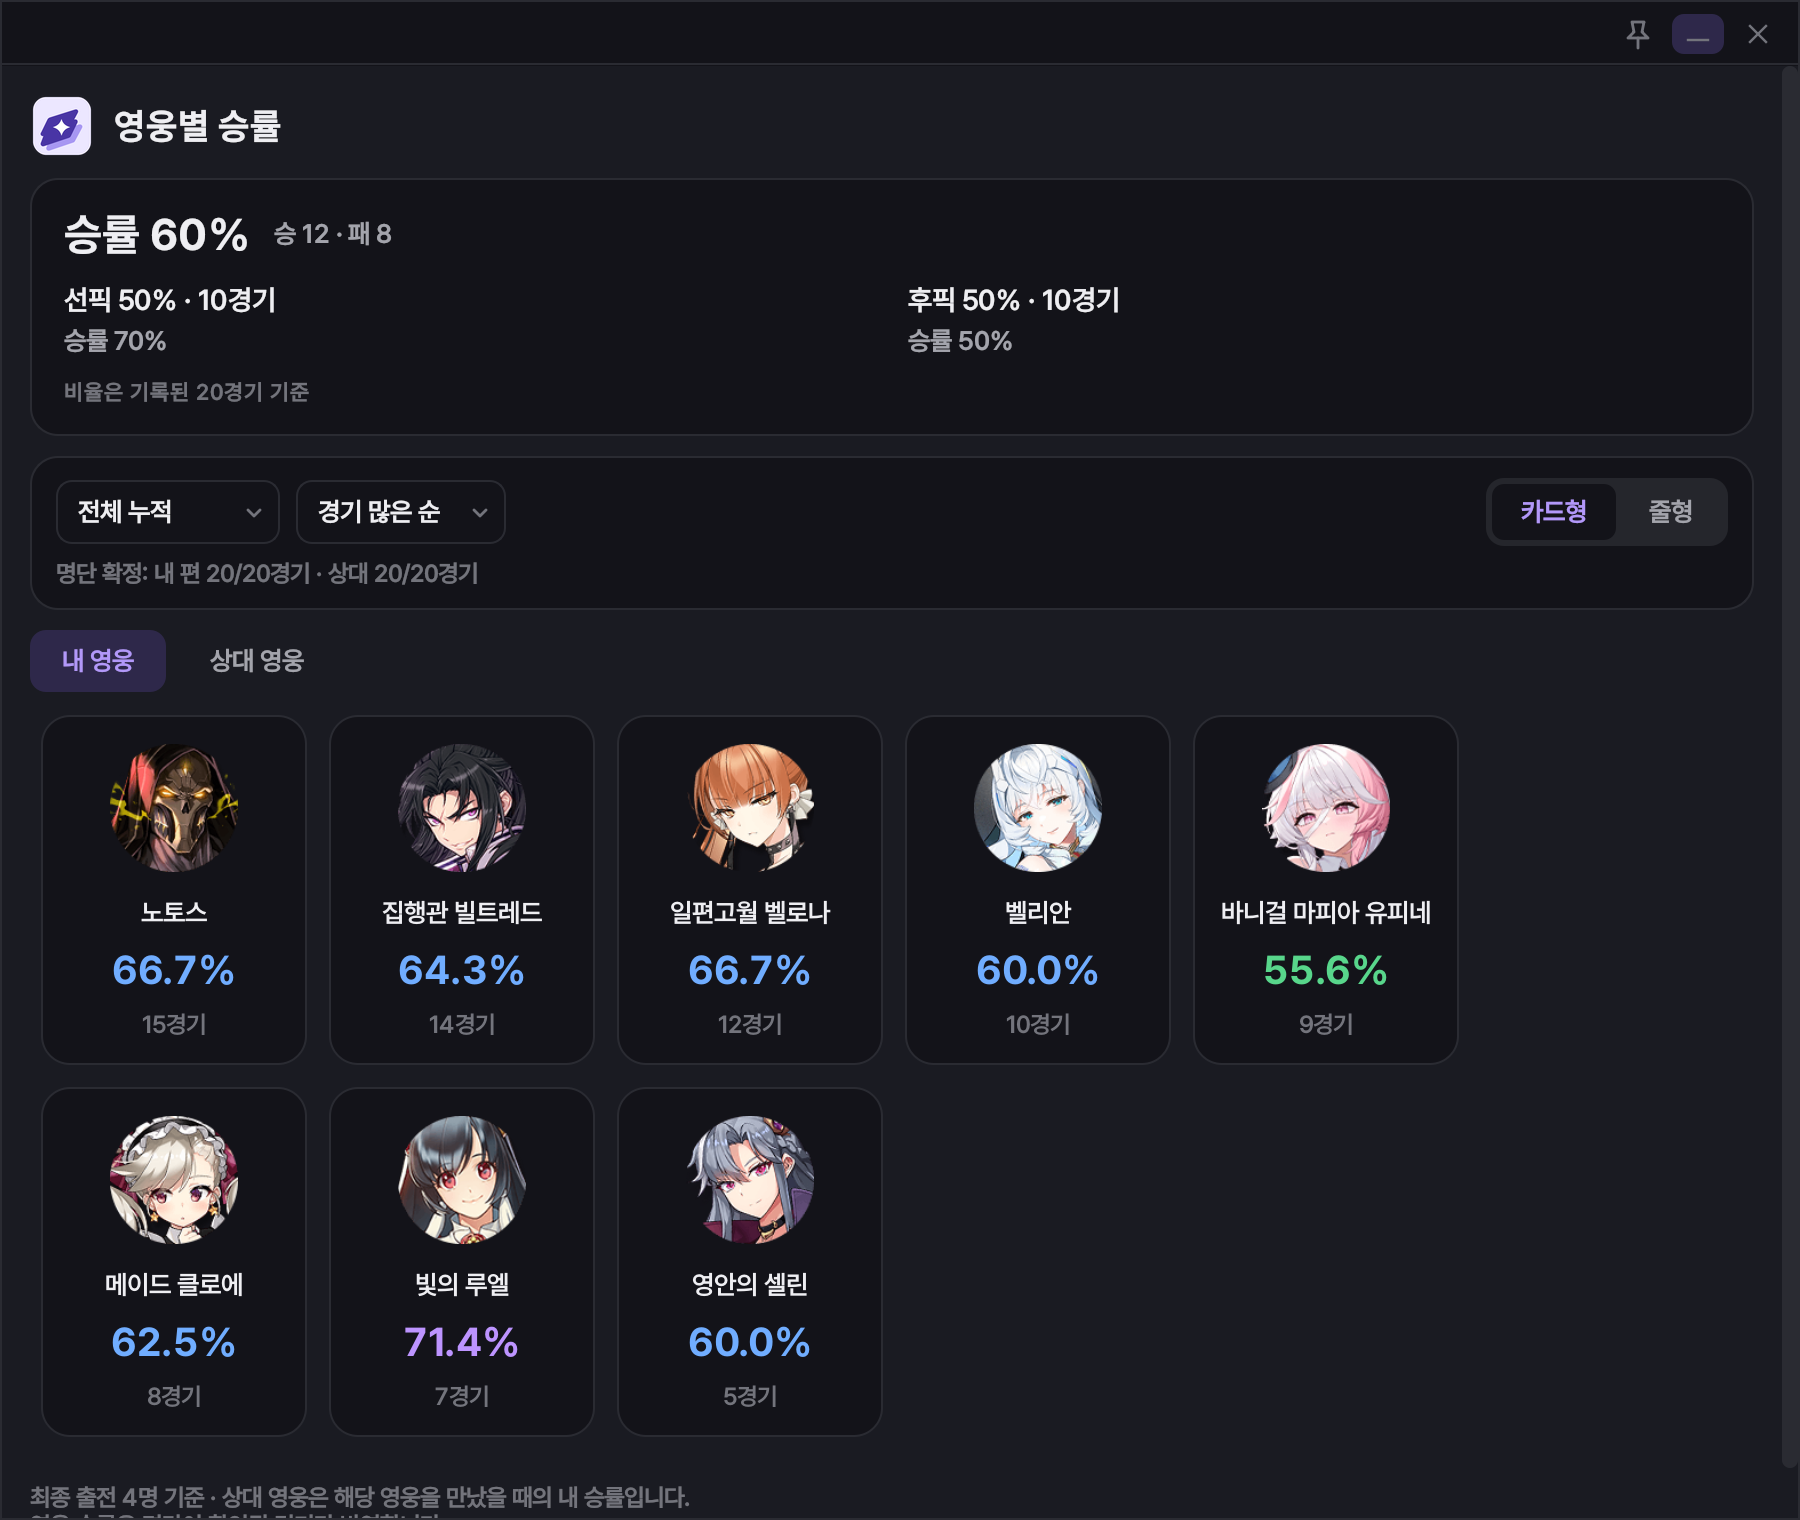 영웅별 승률
승률 60% 승 12 · 패 8
선픽 50% · 10경기
승률 70%
후픽 50% · 10경기
승률 50%
비율은 기록된 20경기 기준
전체 누적
경기 많은 순
카드형
줄형
명단 확정: 내 편 20/20경기 · 상대 20/20경기
내 영웅
상대 영웅
노토스
66.7%
15경기
집행관 빌트레드
64.3%
14경기
일편고월 벨로나
66.7%
12경기
벨리안
60.0%
10경기
바니걸 마피아 유피네
55.6%
9경기
메이드 클로에
62.5%
8경기
빛의 루엘
71.4%
7경기
영안의 셀린
60.0%
5경기
최종 출전 4명 기준 · 상대 영웅은 해당 영웅을 만났을 때의 내 승률입니다.